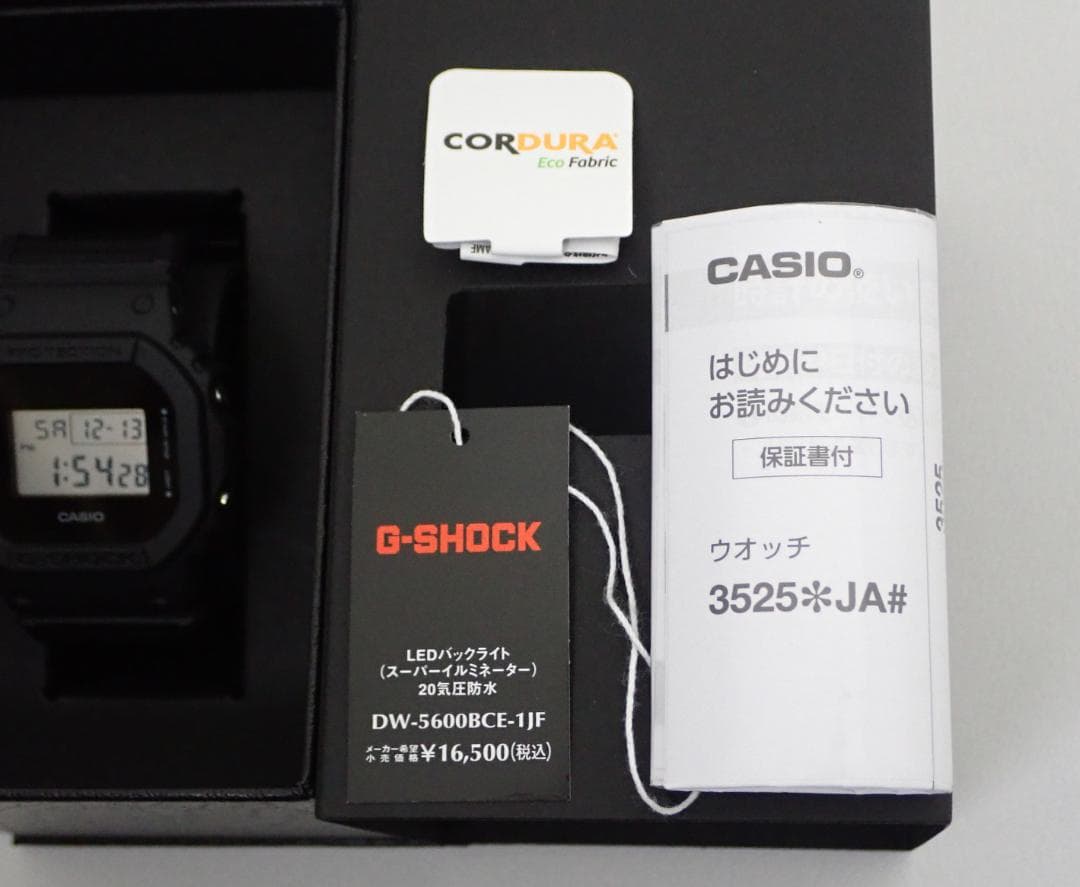 CORDURA®
Eco Fabric
CASIO®
はじめに
お読みください
保証書付
ウオッチ
3525✻JA#
3525
PROTECTION
SA 12-13
PM
1:54 28
CASIO
G-SHOCK
LEDバックライト
(スーパーイルミネーター)
20気圧防水
DW-5600BCE-1JF
メーカー希望
小売価格 ¥16,500(税込)